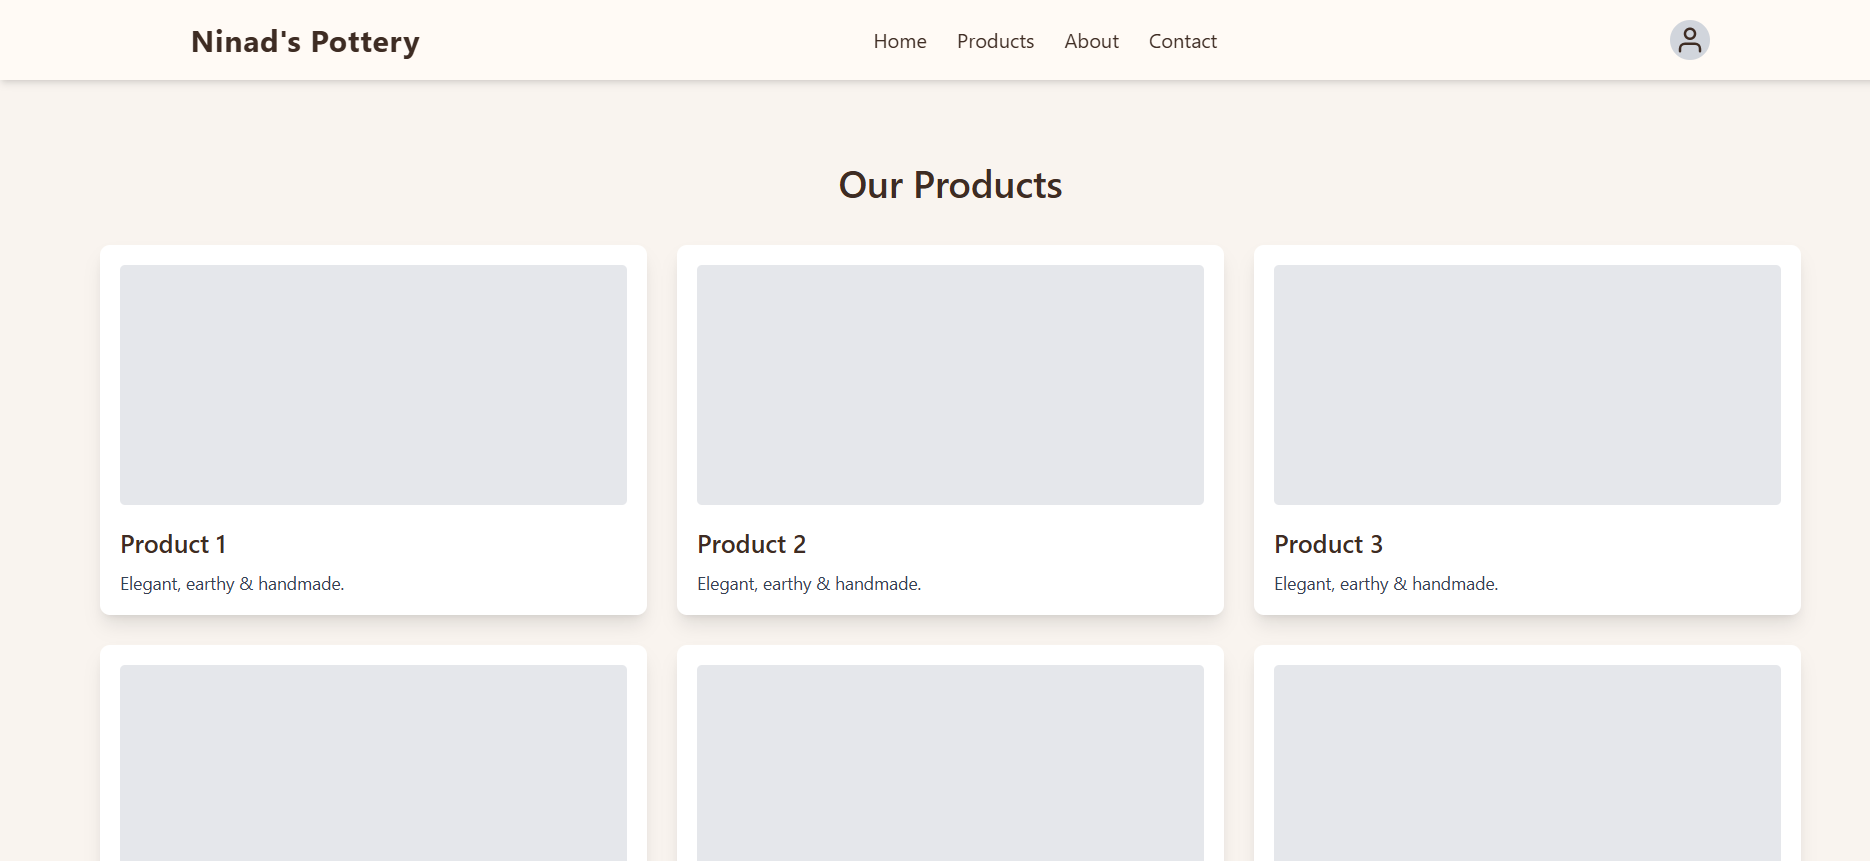 Ninad's Pottery
Home Products About Contact
Our Products
Product 1
Elegant, earthy & handmade.
Product 2
Elegant, earthy & handmade.
Product 3
Elegant, earthy & handmade.